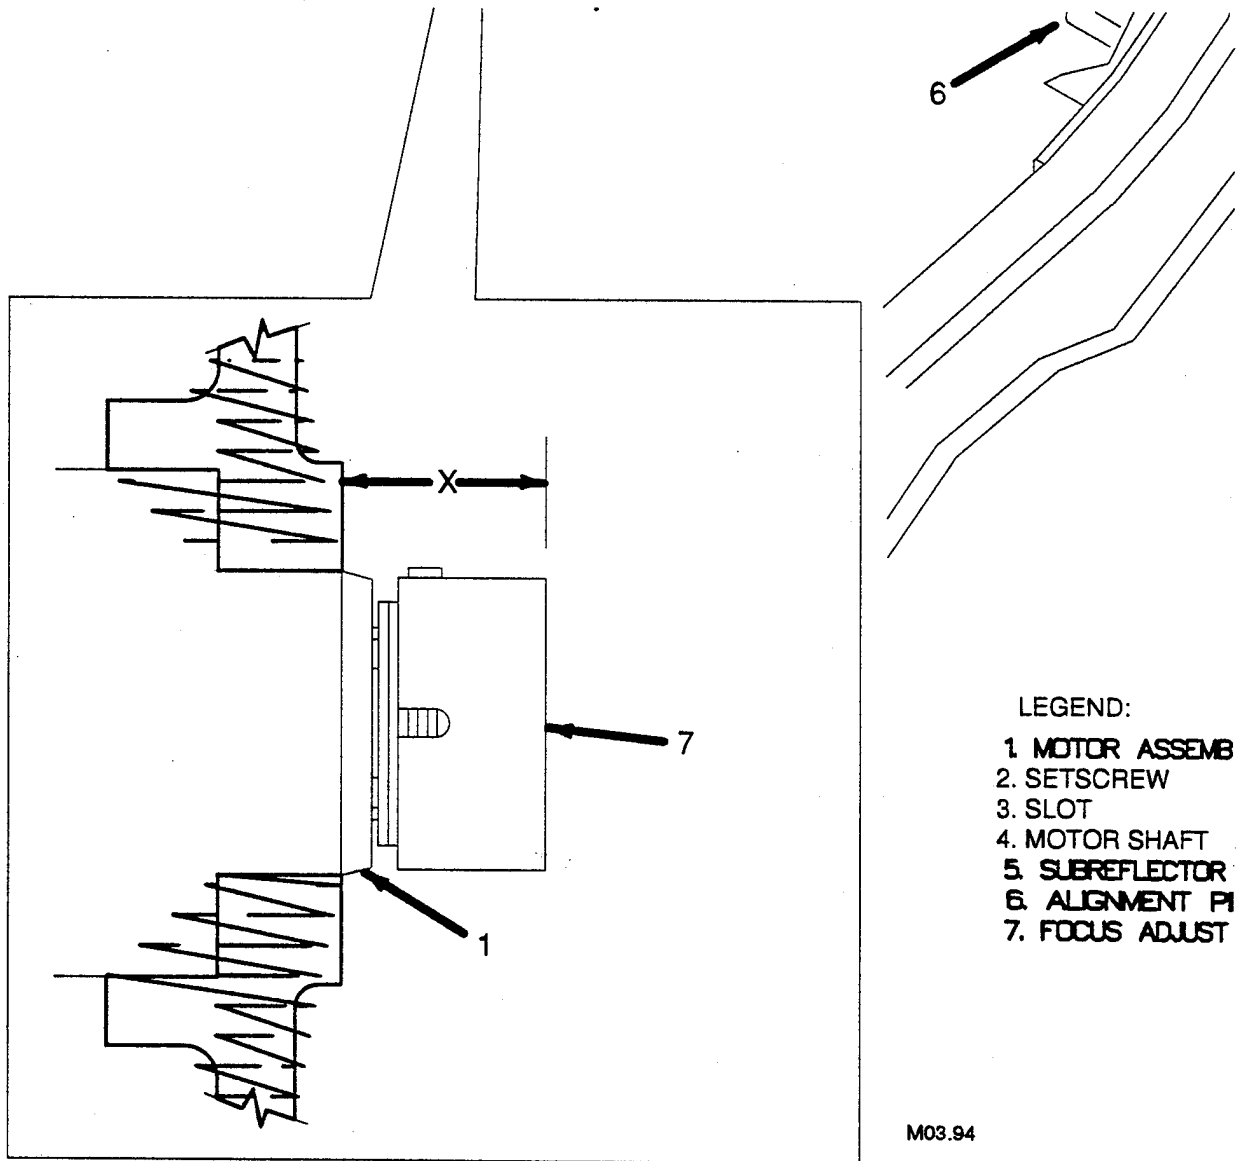 6
X
7
1
LEGEND:
1. MOTOR ASSEMB
2. SETSCREW
3. SLOT
4. MOTOR SHAFT
5. SUBREFLECTOR
6. ALIGNMENT PI
7. FOCUS ADJUST
M03.94